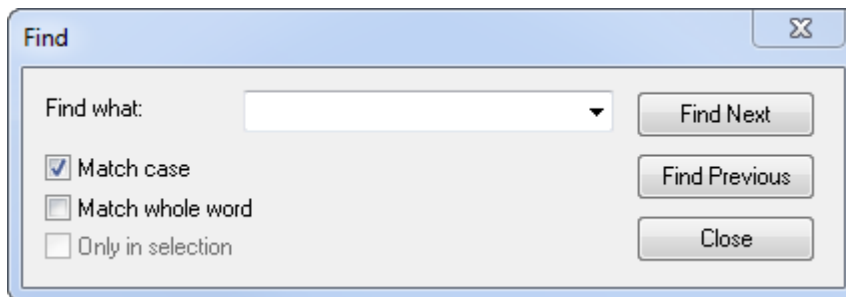 Find
Find what:
Find Next
Match case
Find Previous
Match whole word
Close
Only in selection